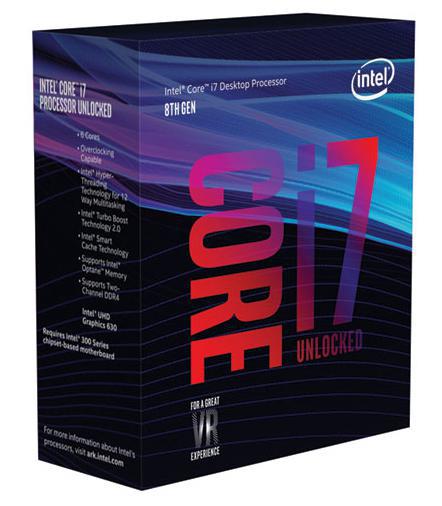 INTEL® CORE™ i7
PROCESSOR UNLOCKED
• 6 Cores
• Overclocking
Capable
• Intel® Hyper-
Threading
Technology for 12
Way Multitasking
• Intel® Turbo Boost
Technology 2.0
• Intel® Smart
Cache Technology
• Supports Intel®
Optane™ Memory
• Supports Two-
Channel DDR4
Intel® UHD
Graphics 630
Requires Intel® 300 Series
chipset-based motherboard
For more information about Intel's
processors, visit ark.intel.com
Intel® Core™ i7 Desktop Processor
8TH GEN
intel
CORE
i7
UNLOCKED
FOR A GREAT
VR
EXPERIENCE